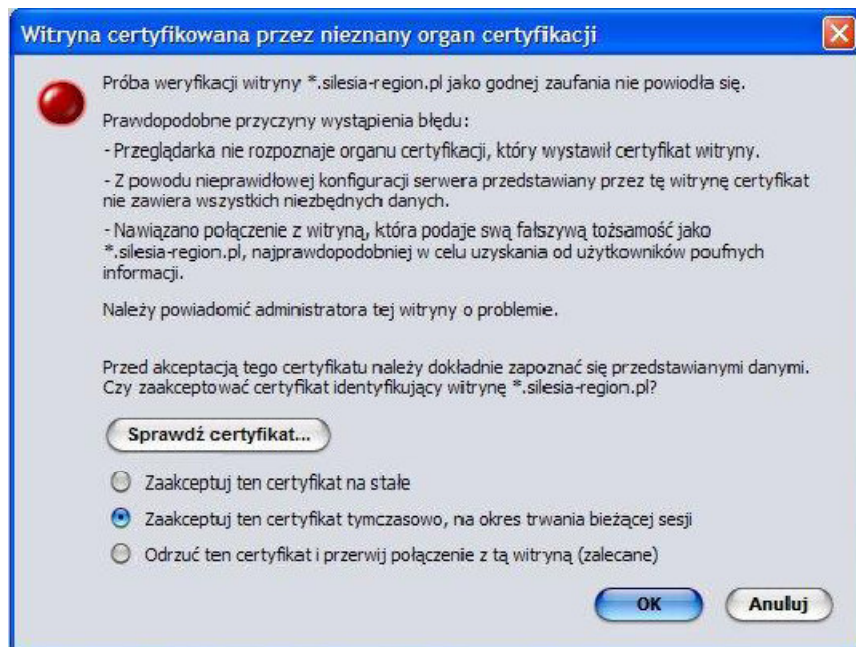 Witryna certyfikowana przez nieznany organ certyfikacji
Próba weryfikacji witryny *.silesia-region.pl jako godnej zaufania nie powiodła się.
Prawdopodobne przyczyny wystąpienia błędu:
- Przeglądarka nie rozpoznaje organu certyfikacji, który wystawił certyfikat witryny.
- Z powodu nieprawidłowej konfiguracji serwera przedstawiany przez tę witrynę certyfikat
nie zawiera wszystkich niezbędnych danych.
- Nawiązano połączenie z witryną, która podaje swą fałszywą tożsamość jako
*.silesia-region.pl, najprawdopodobniej w celu uzyskania od użytkowników poufnych
informacji.
Należy powiadomić administratora tej witryny o problemie.
Przed akceptacją tego certyfikatu należy dokładnie zapoznać się przedstawianymi danymi.
Czy zaakceptować certyfikat identyfikujący witrynę *.silesia-region.pl?
Sprawdź certyfikat...
Zaakceptuj ten certyfikat na stałe
Zaakceptuj ten certyfikat tymczasowo, na okres trwania bieżącej sesji
Odrzuć ten certyfikat i przerwij połączenie z tą witryną (zalecane)
OK Anuluj